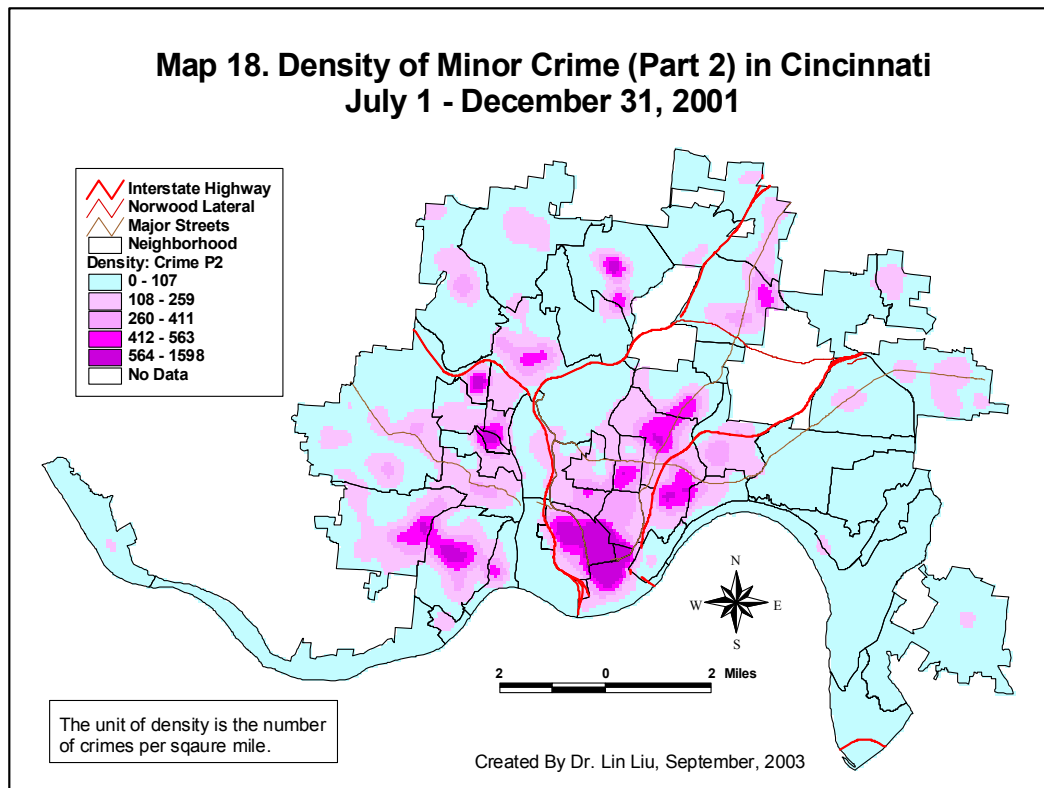 Map 18. Density of Minor Crime (Part 2) in Cincinnati
July 1 - December 31, 2001
Interstate Highway
Norwood Lateral
Major Streets
Neighborhood
Density: Crime P2
0 - 107
108 - 259
260 - 411
412 - 563
564 - 1598
No Data
N
W E
S
2 0 2 Miles
The unit of density is the number
of crimes per sqaure mile.
Created By Dr. Lin Liu, September, 2003